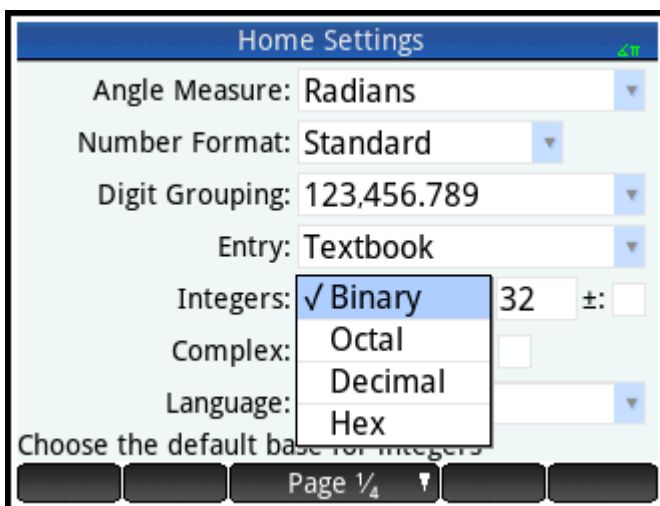 Home Settings
∡π
Angle Measure: Radians
Number Format: Standard
Digit Grouping: 123,456.789
Entry: Textbook
Integers: √ Binary 32 ±:
Octal
Complex:
Decimal
Language:
Hex
Choose the default base for integers
Page ¼